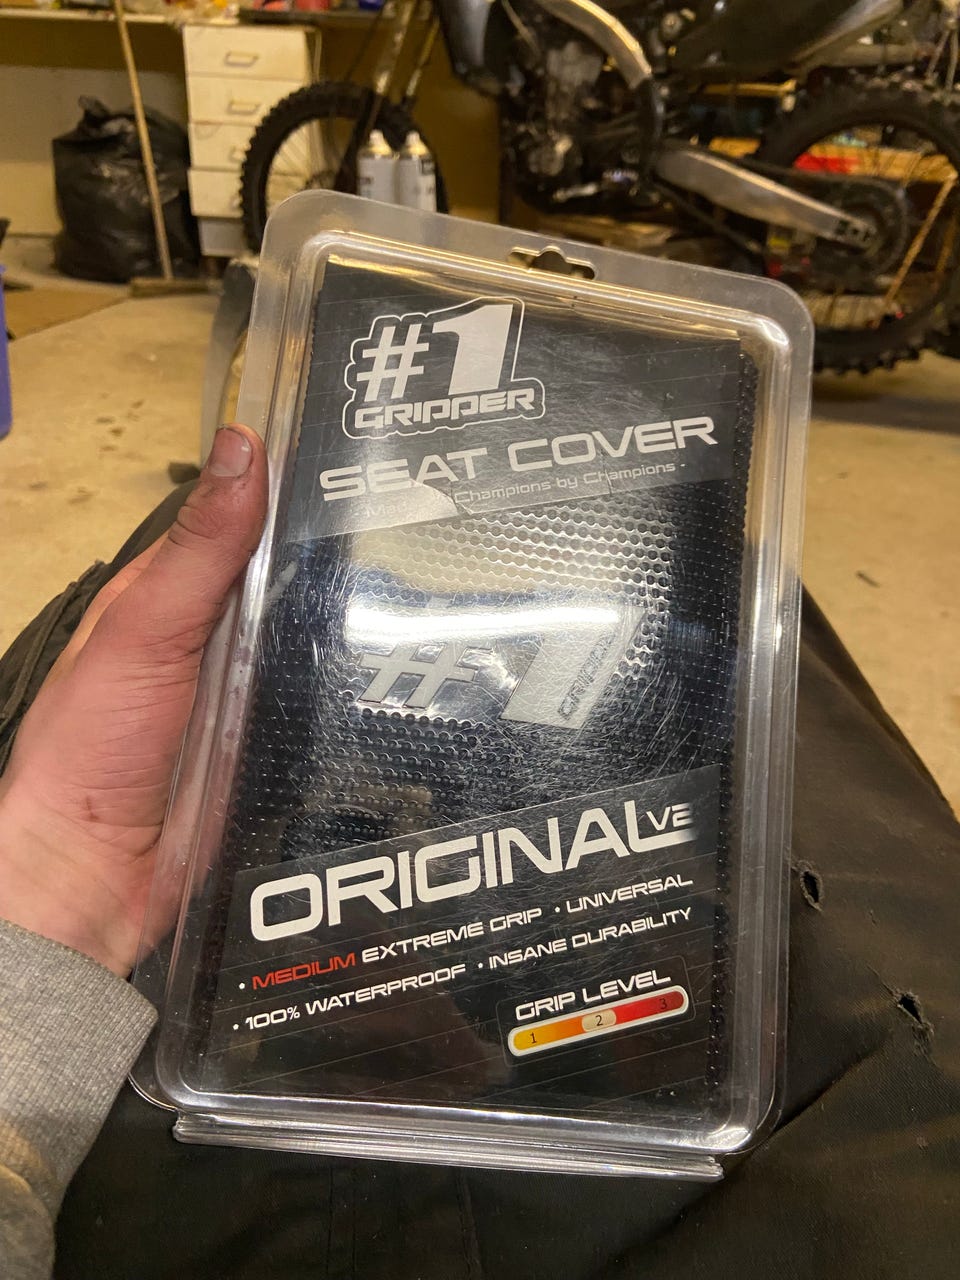 #1
GRIPPER
SEAT COVER
Champions by Champions -
#1
GRIPPER
ORIGINAL V2
• MEDIUM EXTREME GRIP • UNIVERSAL
• 100% WATERPROOF • INSANE DURABILITY
GRIP LEVEL
1 2 3